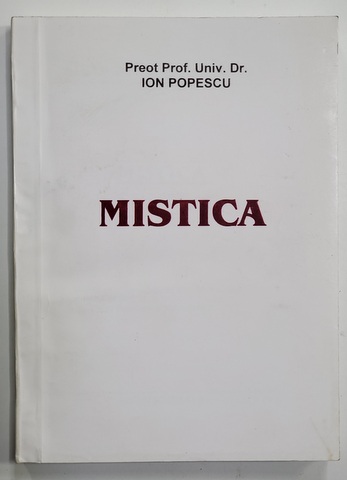 Preot Prof. Univ. Dr.
ION POPESCU
MISTICA